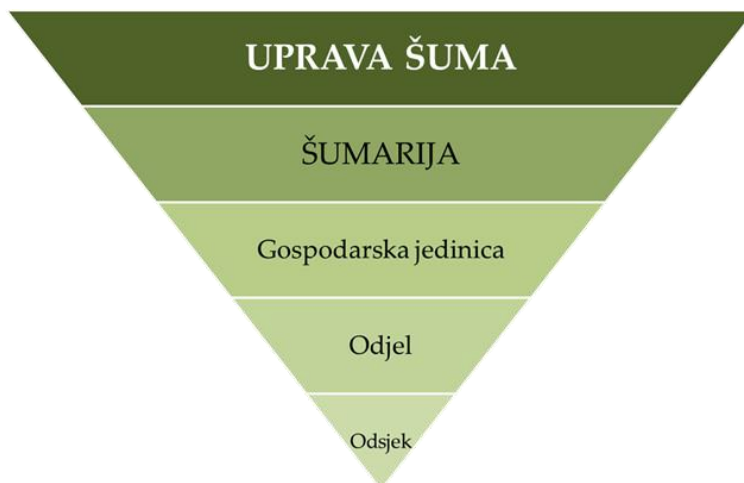 UPRAVA ŠUMA
ŠUMARIJA
Gospodarska jedinica
Odjel
Odsjek